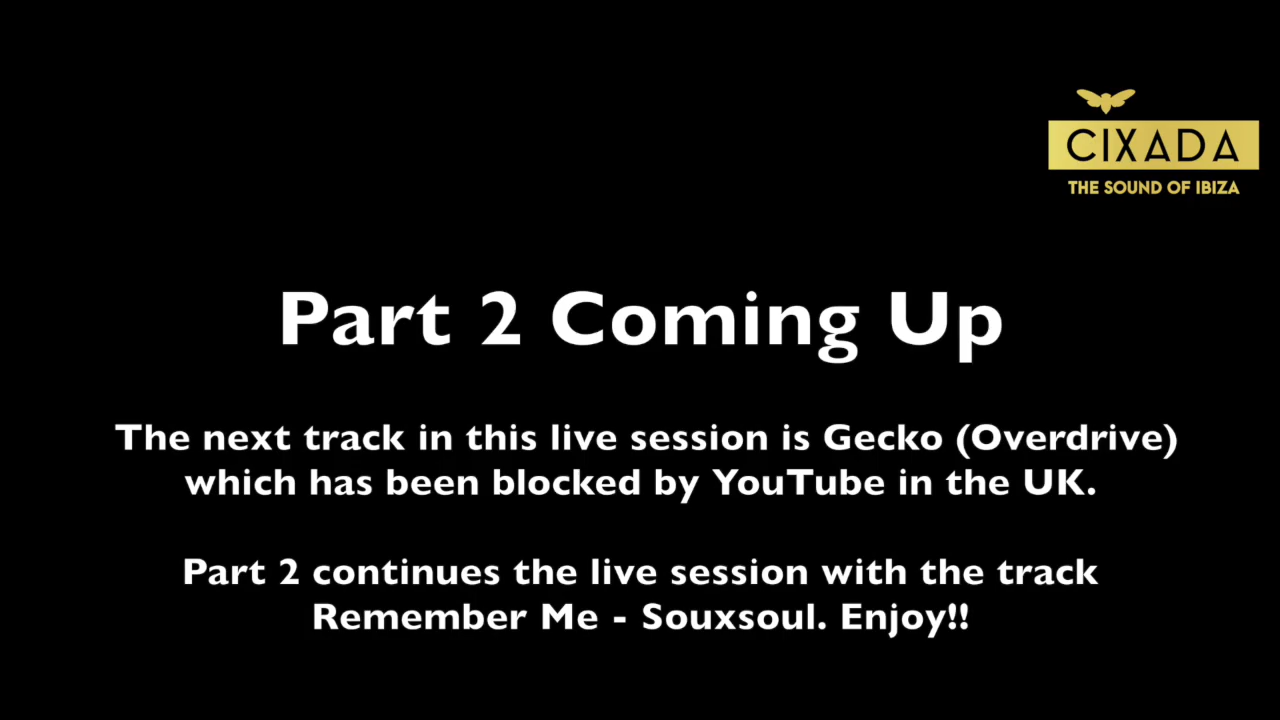 CIXADA
THE SOUND OF IBIZA
Part 2 Coming Up
The next track in this live session is Gecko (Overdrive)
which has been blocked by YouTube in the UK.
Part 2 continues the live session with the track
Remember Me - Souxsoul. Enjoy!!